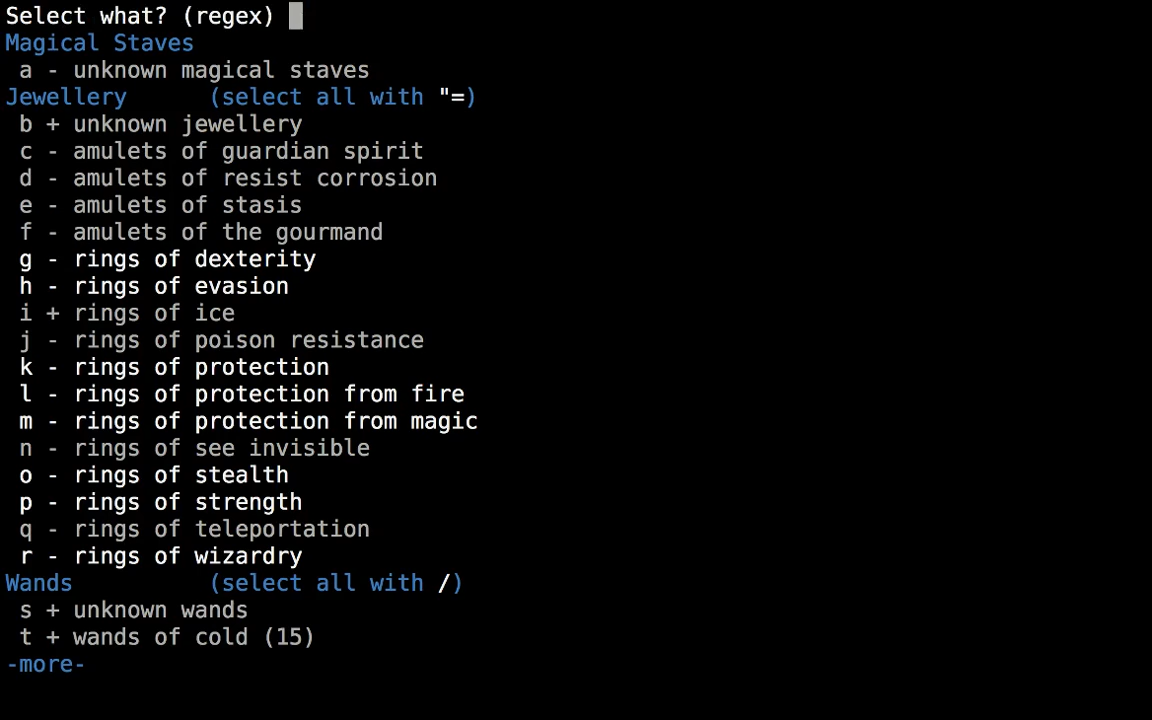 Select what? (regex)
Magical Staves
a - unknown magical staves
Jewellery (select all with "=)
b + unknown jewellery
c - amulets of guardian spirit
d - amulets of resist corrosion
e - amulets of stasis
f - amulets of the gourmand
g - rings of dexterity
h - rings of evasion
i + rings of ice
j - rings of poison resistance
k - rings of protection
l - rings of protection from fire
m - rings of protection from magic
n - rings of see invisible
o - rings of stealth
p - rings of strength
q - rings of teleportation
r - rings of wizardry
Wands (select all with /)
s + unknown wands
t + wands of cold (15)
-more-